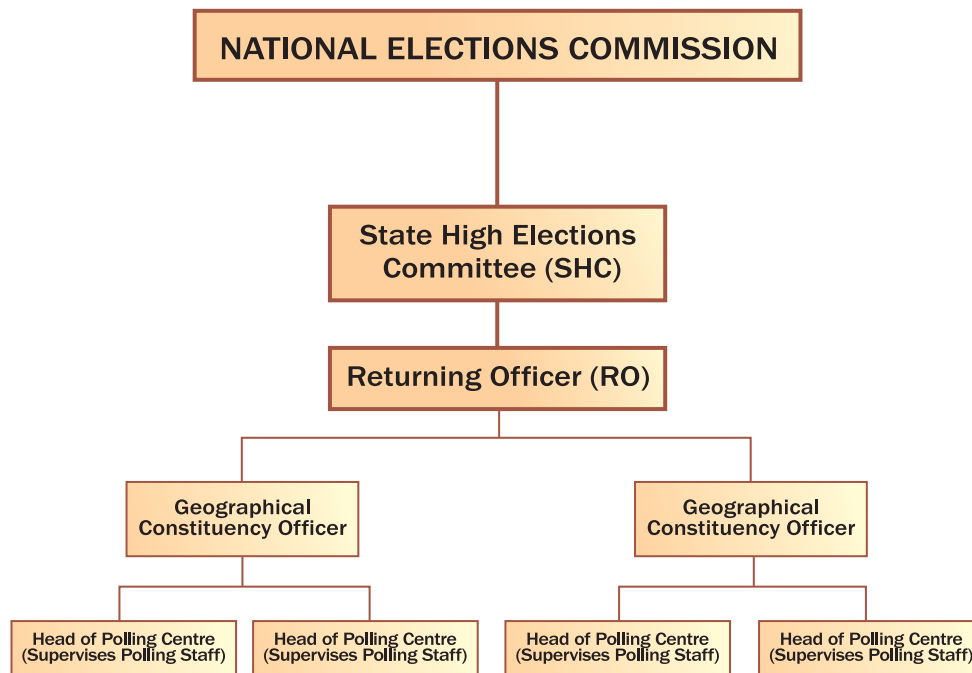 NATIONAL ELECTIONS COMMISSION
State High Elections
Committee (SHC)
Returning Officer (RO)
Geographical
Constituency Officer
Geographical
Constituency Officer
Head of Polling Centre
(Supervises Polling Staff)
Head of Polling Centre
(Supervises Polling Staff)
Head of Polling Centre
(Supervises Polling Staff)
Head of Polling Centre
(Supervises Polling Staff)